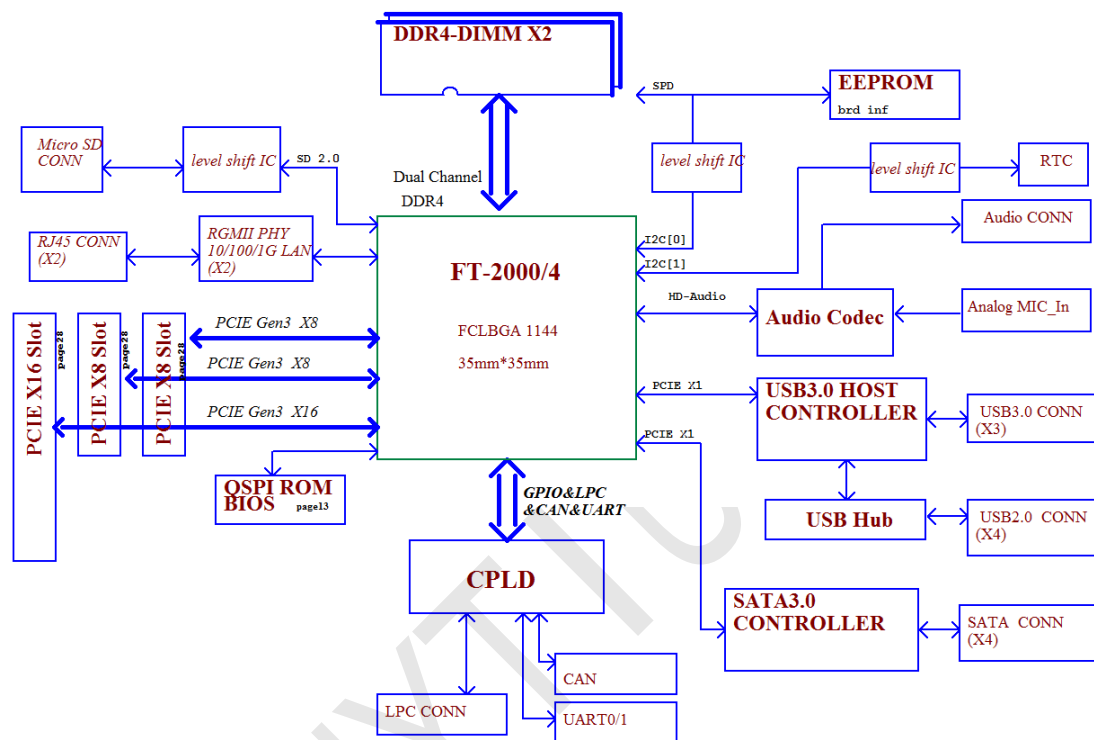 DDR4-DIMM X2
SPD
EEPROM
brd inf
Micro SD
CONN
level shift IC
SD 2.0
level shift IC
level shift IC
RTC
Dual Channel
DDR4
Audio CONN
RJ45 CONN
(X2)
RGMII PHY
10/100/1G LAN
(X2)
I2C[0]
I2C[1]
FT-2000/4
FCLBGA 1144
35mm*35mm
HD-Audio
Audio Codec
Analog MIC_In
PCIE X16 Slot
page28
PCIE X8 Slot
page28
PCIE X8 Slot
page28
PCIE Gen3 X8
PCIE Gen3 X8
PCIE Gen3 X16
PCIE X1
USB3.0 HOST
CONTROLLER
USB3.0 CONN
(X3)
PCIE X1
QSPI ROM
BIOS page13
GPIO&LPC
&CAN&UART
USB Hub
USB2.0 CONN
(X4)
CPLD
SATA3.0
CONTROLLER
SATA CONN
(X4)
CAN
LPC CONN
UART0/1